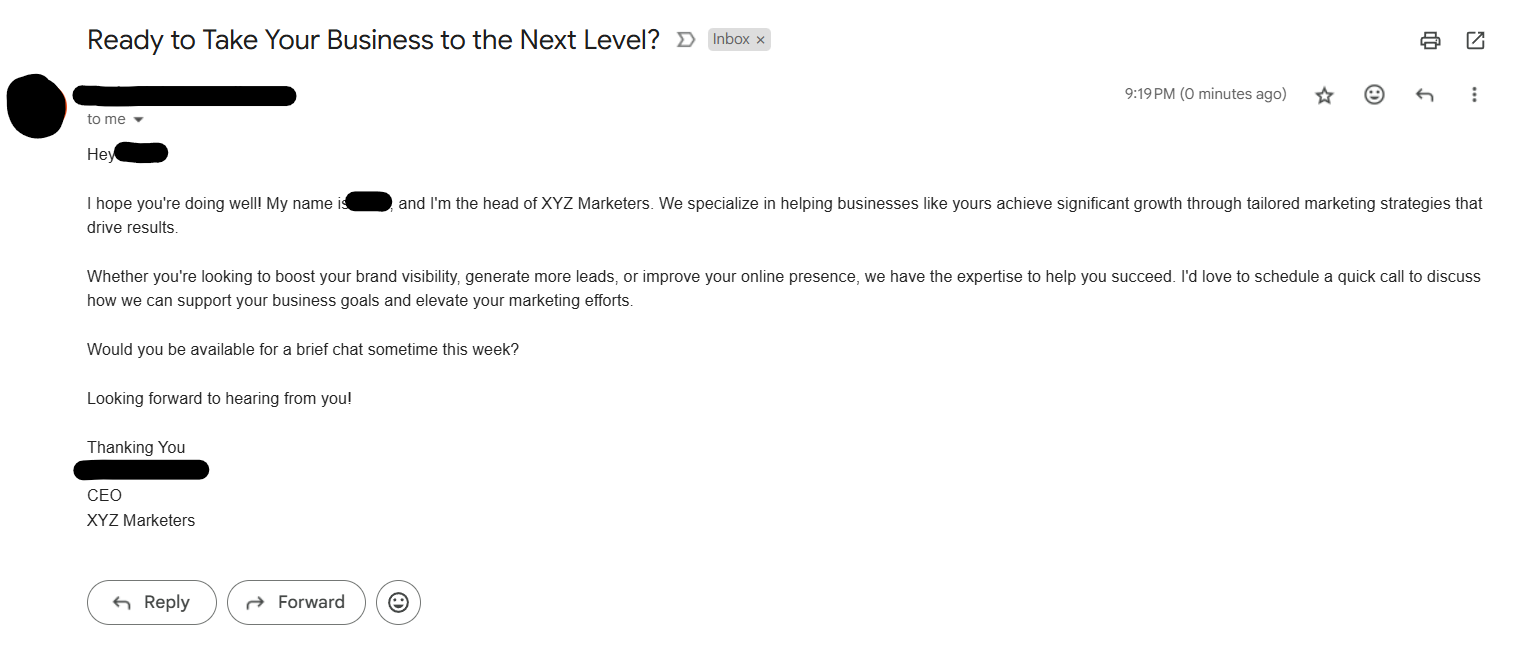 Ready to Take Your Business to the Next Level?
Inbox ×
9:19 PM (0 minutes ago)
to me
Hey
I hope you're doing well! My name is , and I'm the head of XYZ Marketers. We specialize in helping businesses like yours achieve significant growth through tailored marketing strategies that
drive results.
Whether you're looking to boost your brand visibility, generate more leads, or improve your online presence, we have the expertise to help you succeed. I'd love to schedule a quick call to discuss
how we can support your business goals and elevate your marketing efforts.
Would you be available for a brief chat sometime this week?
Looking forward to hearing from you!
Thanking You
CEO
XYZ Marketers
Reply
Forward